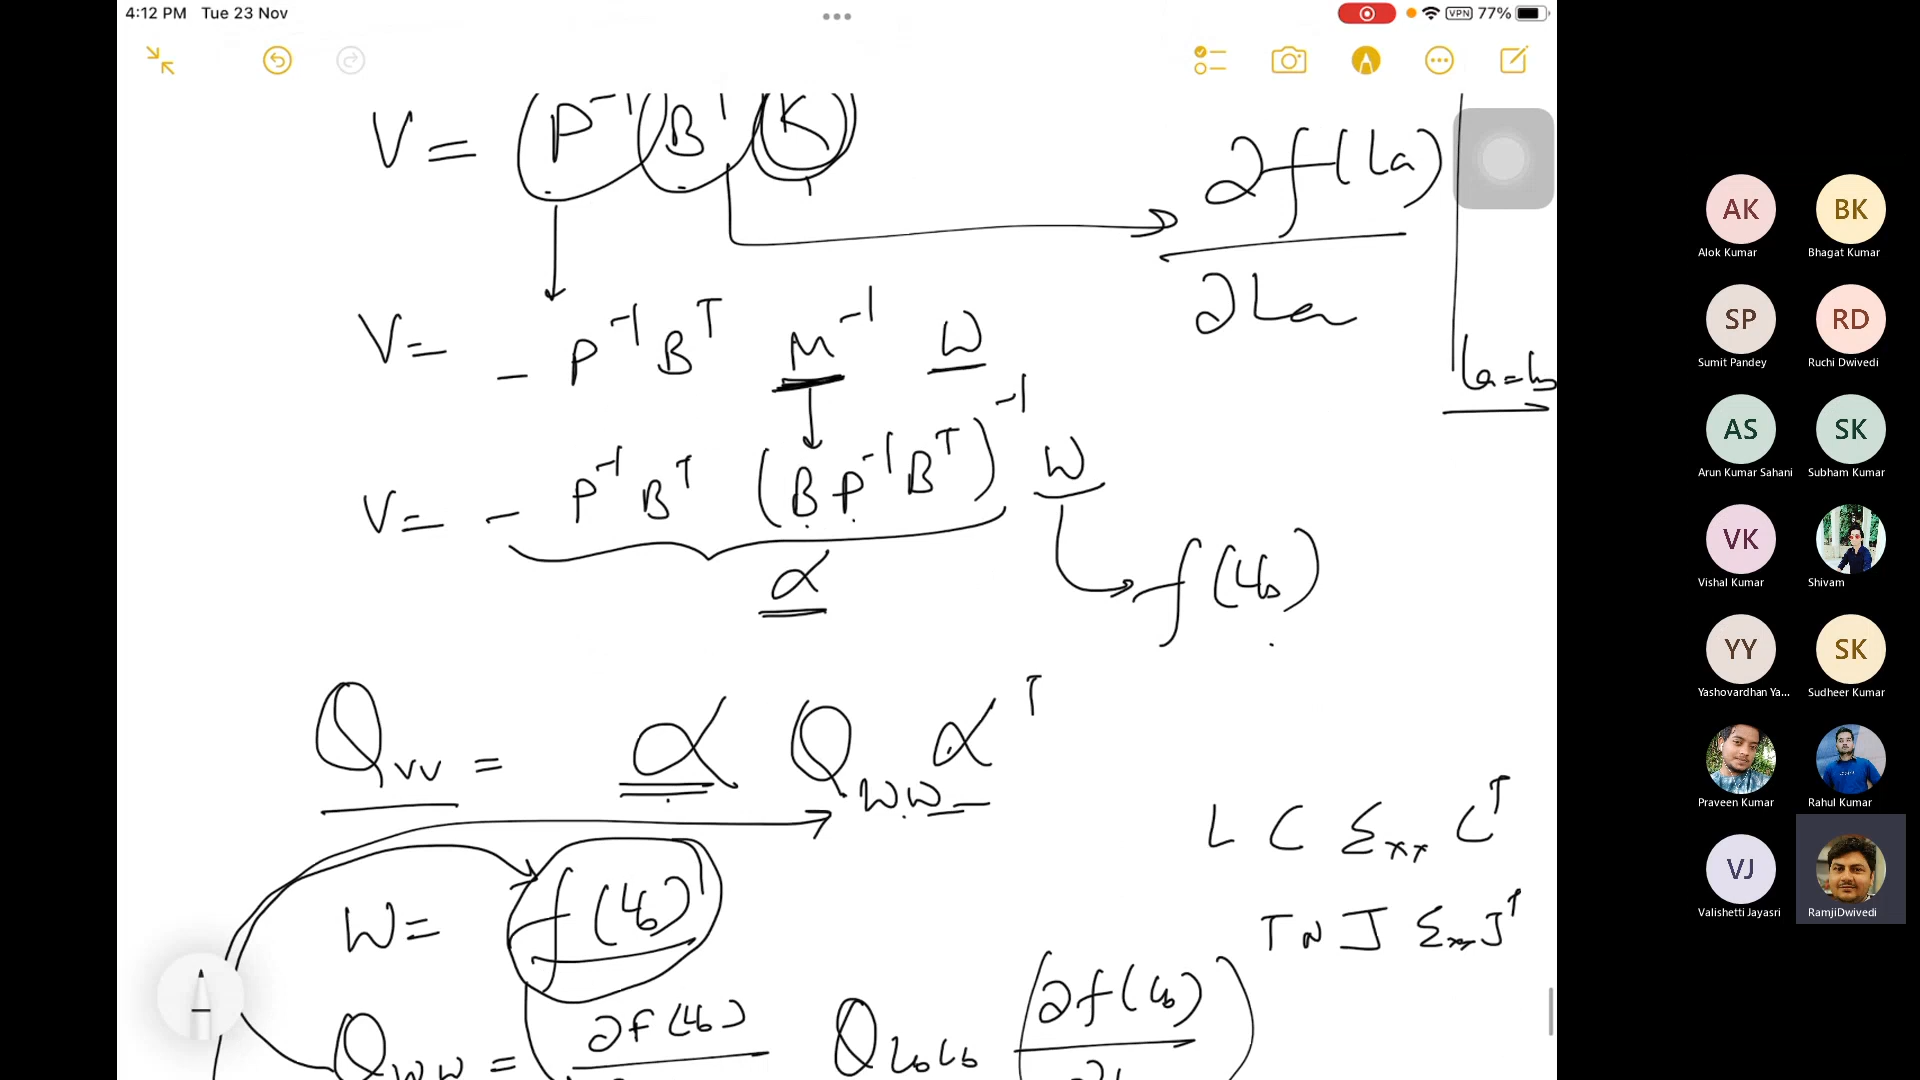 4:12 PM Tue 23 Nov
VPN 77%
V = P⁻¹ Bᵀ K
∂f(La)
∂La
La = Lb
V = - P⁻¹ Bᵀ M⁻¹ W
V = - P⁻¹ Bᵀ (B P⁻¹ Bᵀ)⁻¹ W
α
f(Lb)
Qvv = α Qww αᵀ
L C Σxx Cᵀ
W = f(Lb)
J Σxx Jᵀ
Qww = ∂f(Lb) QLbLb (∂f(Lb)
AK
BK
Alok Kumar
Bhagat Kumar
SP
RD
Sumit Pandey
Ruchi Dwivedi
AS
SK
Arun Kumar Sahani
Subham Kumar
VK
Vishal Kumar
Shivam
YY
SK
Yashovardhan Ya...
Sudheer Kumar
Praveen Kumar
Rahul Kumar
VJ
Valishetti Jayasri
RamjiDwivedi